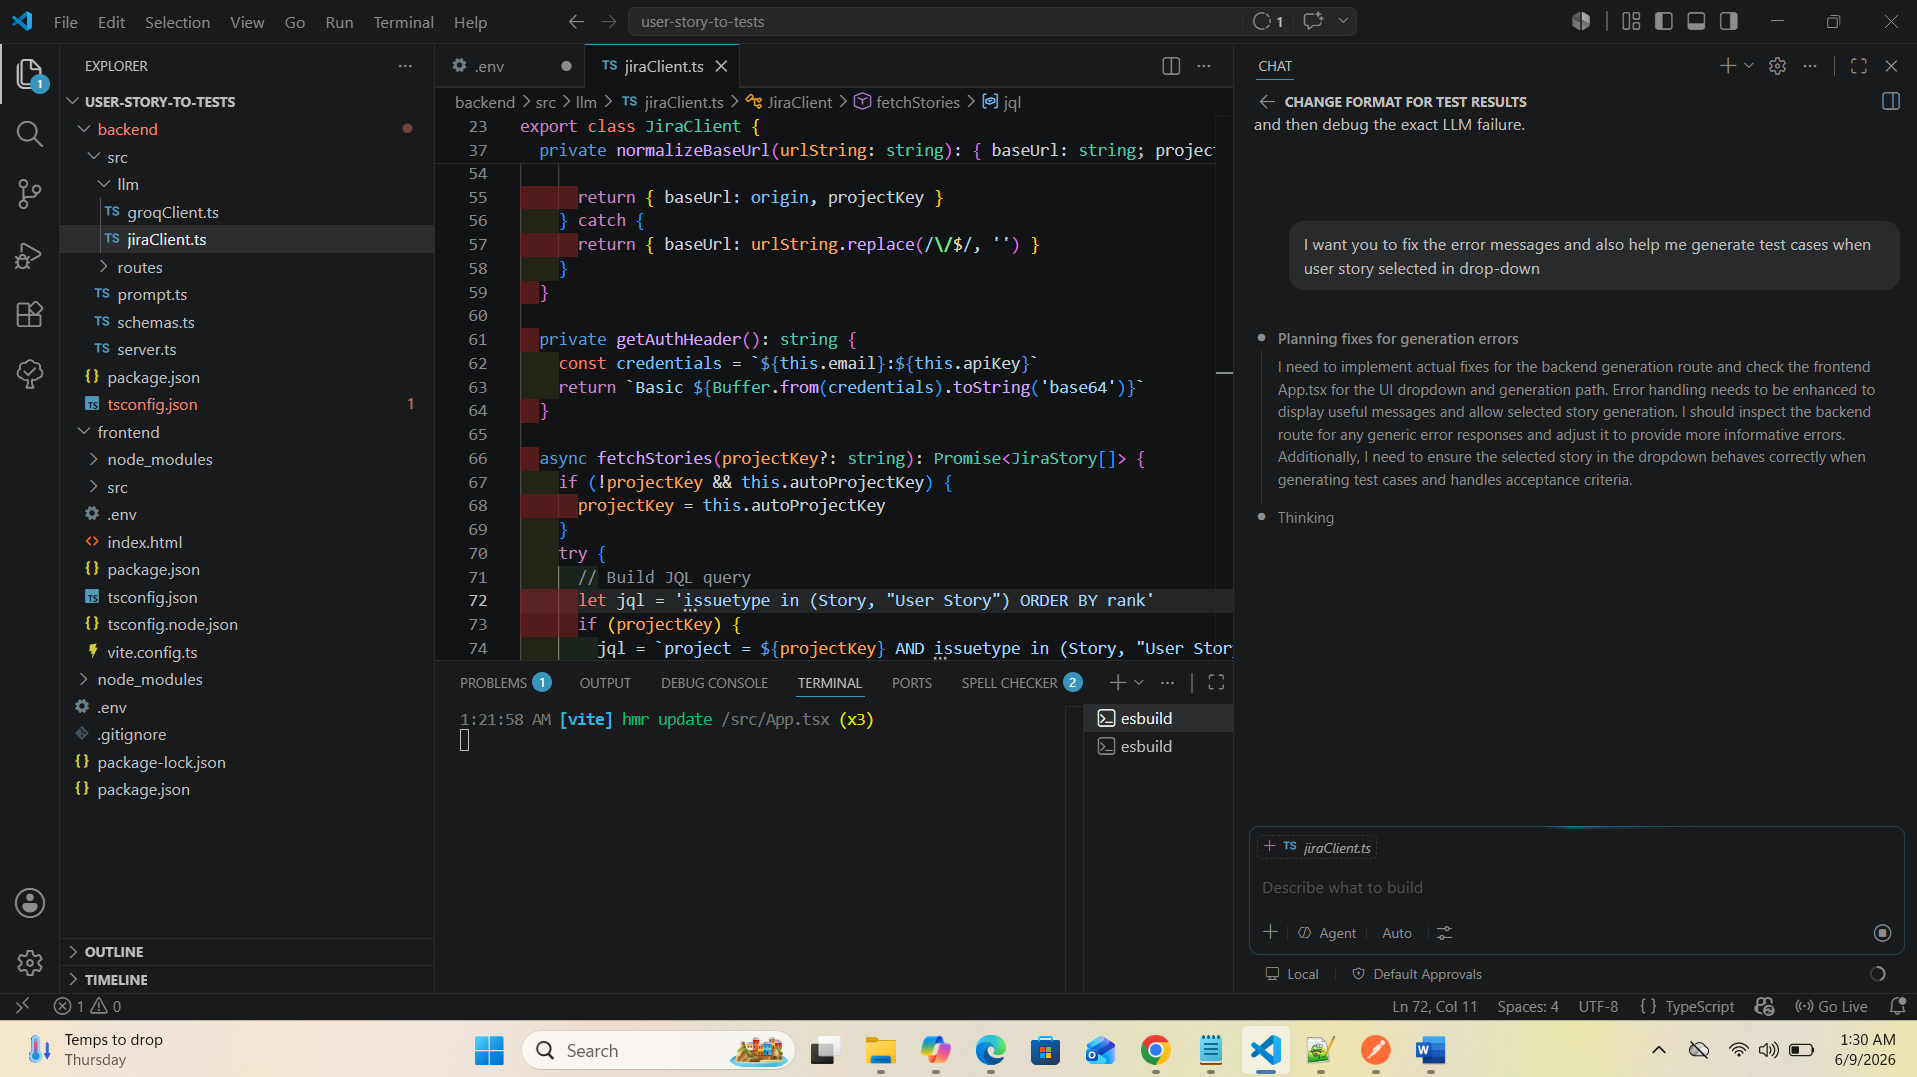 File Edit Selection View Go Run Terminal Help
user-story-to-tests
1
EXPLORER
1
USER-STORY-TO-TESTS
backend
src
llm
TS groqClient.ts
TS jiraClient.ts
routes
TS prompt.ts
TS schemas.ts
TS server.ts
{} package.json
TS tsconfig.json 1
frontend
node_modules
src
.env
<> index.html
{} package.json
TS tsconfig.json
{} tsconfig.node.json
vite.config.ts
node_modules
.env
.gitignore
{} package-lock.json
{} package.json
OUTLINE
TIMELINE
.env
TS jiraClient.ts
backend > src > llm > TS jiraClient.ts > JiraClient > fetchStories > jql
23 export class JiraClient {
37 private normalizeBaseUrl(urlString: string): { baseUrl: string; projec
54
55 return { baseUrl: origin, projectKey }
56 } catch {
57 return { baseUrl: urlString.replace(/\/$/, '') }
58 }
59 }
60
61 private getAuthHeader(): string {
62 const credentials = `${this.email}:${this.apiKey}`
63 return `Basic ${Buffer.from(credentials).toString('base64')}`
64 }
65
66 async fetchStories(projectKey?: string): Promise<JiraStory[]> {
67 if (!projectKey && this.autoProjectKey) {
68 projectKey = this.autoProjectKey
69 }
70 try {
71 // Build JQL query
72 let jql = 'issuetype in (Story, "User Story") ORDER BY rank'
73 if (projectKey) {
74 jql = `project = ${projectKey} AND issuetype in (Story, "User Stor
PROBLEMS 1 OUTPUT DEBUG CONSOLE TERMINAL PORTS SPELL CHECKER 2
1:21:58 AM [vite] hmr update /src/App.tsx (x3)
esbuild
esbuild
CHAT
CHANGE FORMAT FOR TEST RESULTS
and then debug the exact LLM failure.
I want you to fix the error messages and also help me generate test cases when
user story selected in drop-down
Planning fixes for generation errors
I need to implement actual fixes for the backend generation route and check the frontend
App.tsx for the UI dropdown and generation path. Error handling needs to be enhanced to
display useful messages and allow selected story generation. I should inspect the backend
route for any generic error responses and adjust it to provide more informative errors.
Additionally, I need to ensure the selected story in the dropdown behaves correctly when
generating test cases and handles acceptance criteria.
Thinking
TS jiraClient.ts
Describe what to build
Agent Auto
Local Default Approvals
1 0
Ln 72, Col 11 Spaces: 4 UTF-8 {} TypeScript Go Live
Temps to drop
Thursday
Search
1:30 AM
6/9/2026